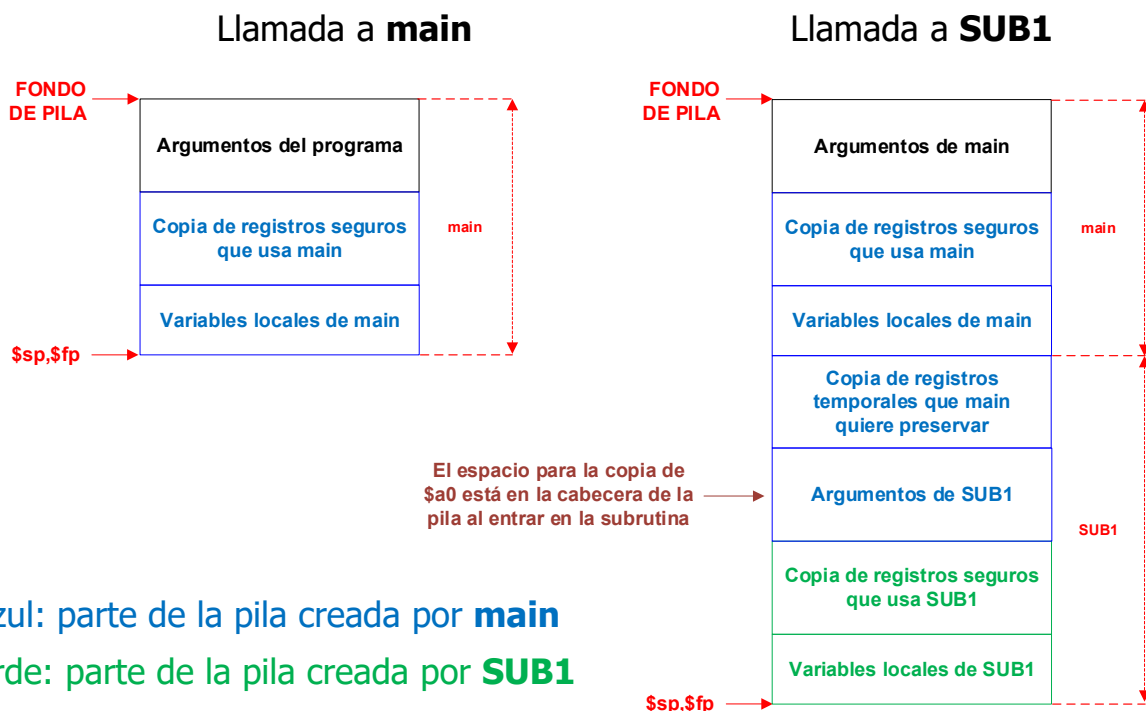 Llamada a main
FONDO
DE PILA
Argumentos del programa
Copia de registros seguros
que usa main
Variables locales de main
main
$sp,$fp
Llamada a SUB1
FONDO
DE PILA
Argumentos de main
Copia de registros seguros
que usa main
Variables locales de main
main
Copia de registros
temporales que main
quiere preservar
El espacio para la copia de
$a0 está en la cabecera de la
pila al entrar en la subrutina
Argumentos de SUB1
SUB1
Copia de registros seguros
que usa SUB1
Variables locales de SUB1
$sp,$fp
zul: parte de la pila creada por main
rde: parte de la pila creada por SUB1